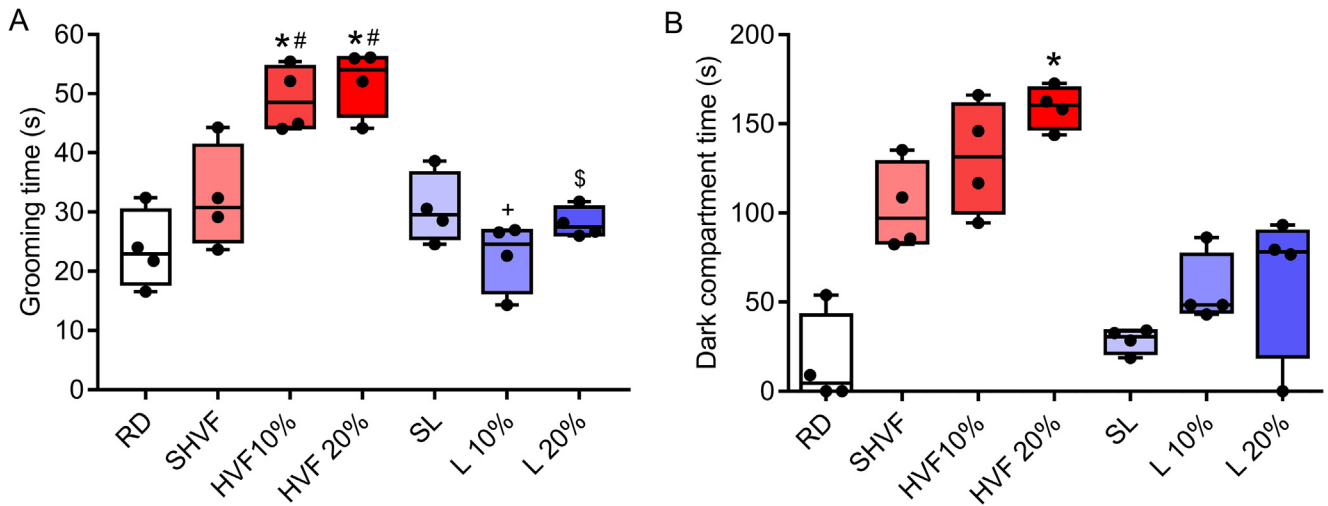 A
Grooming time (s)
60
50
40
30
20
10
0
*# *#
+
$
RD SHVF HVF10% HVF 20% SL L 10% L 20%
B
Dark compartment time (s)
200
150
100
50
0
*
RD SHVF HVF10% HVF 20% SL L 10% L 20%